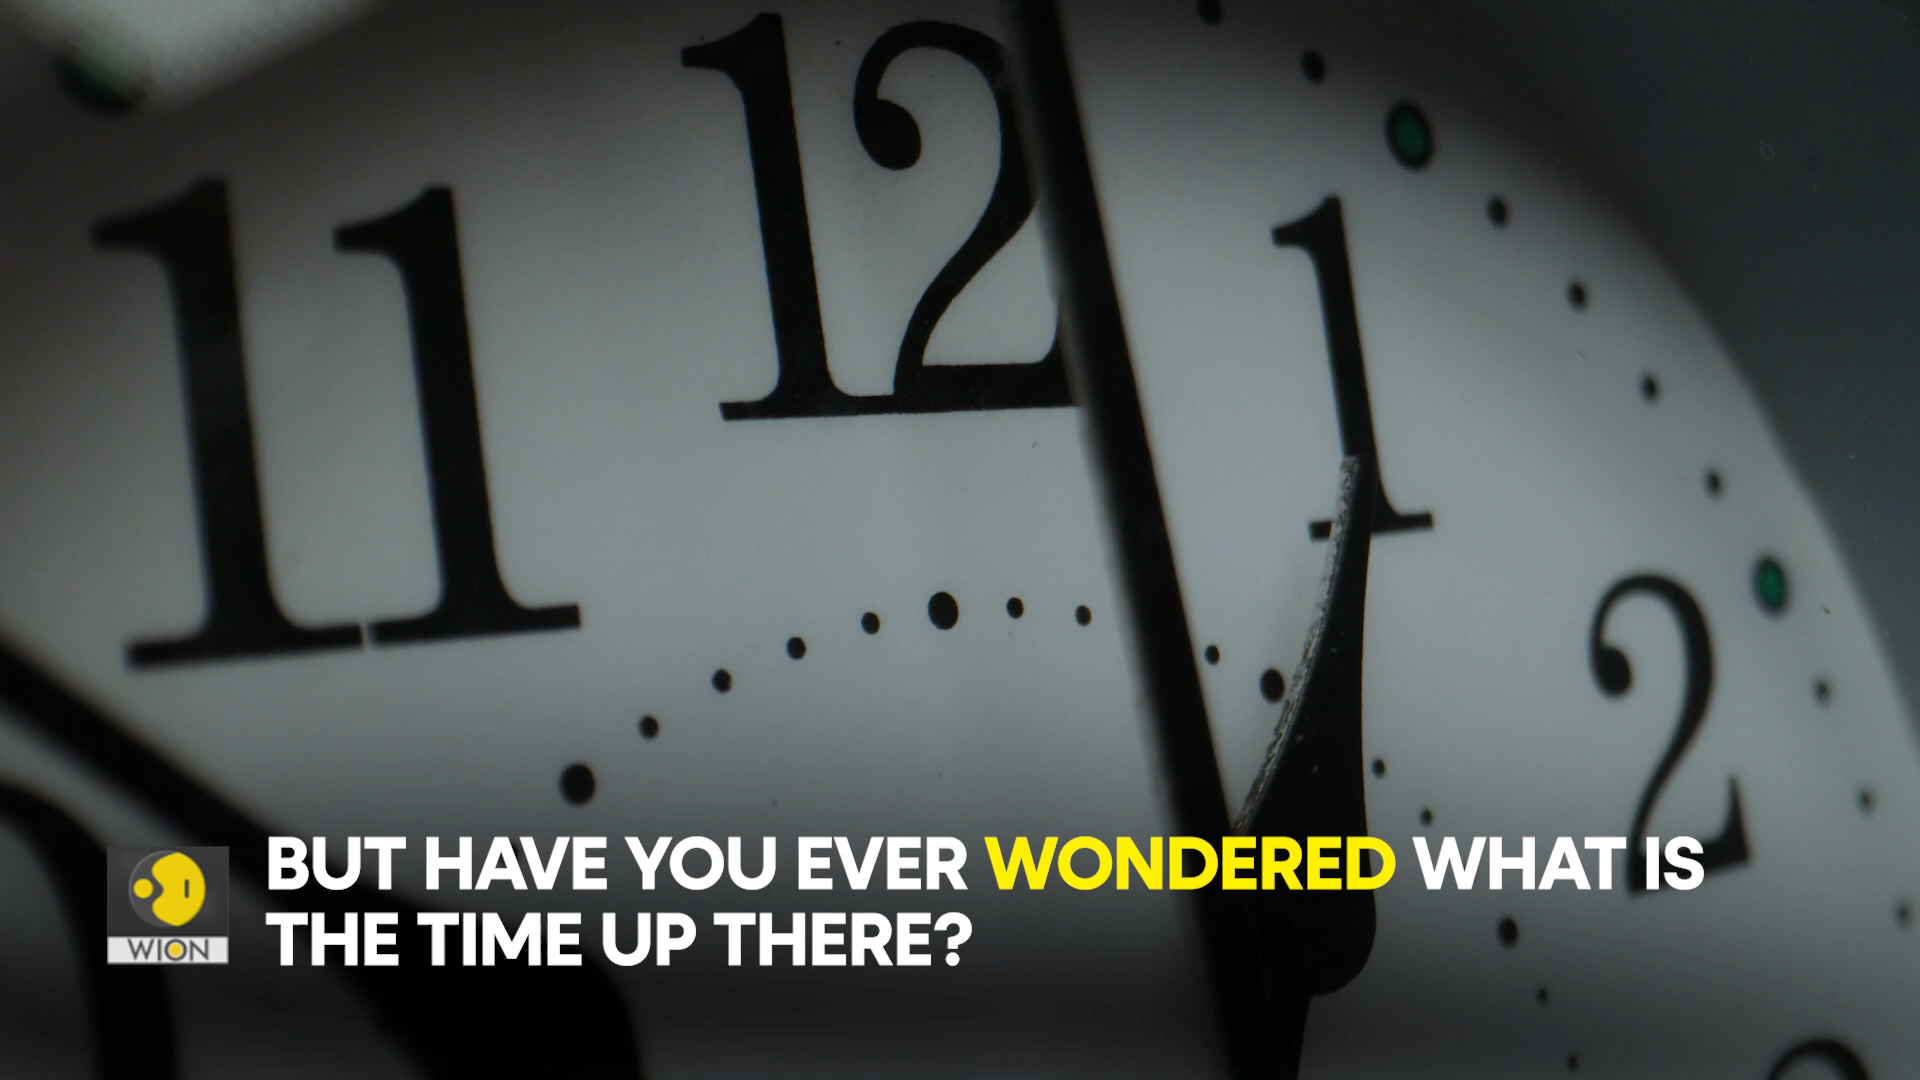 12
11
1
2
BUT HAVE YOU EVER WONDERED WHAT IS
THE TIME UP THERE?
WION